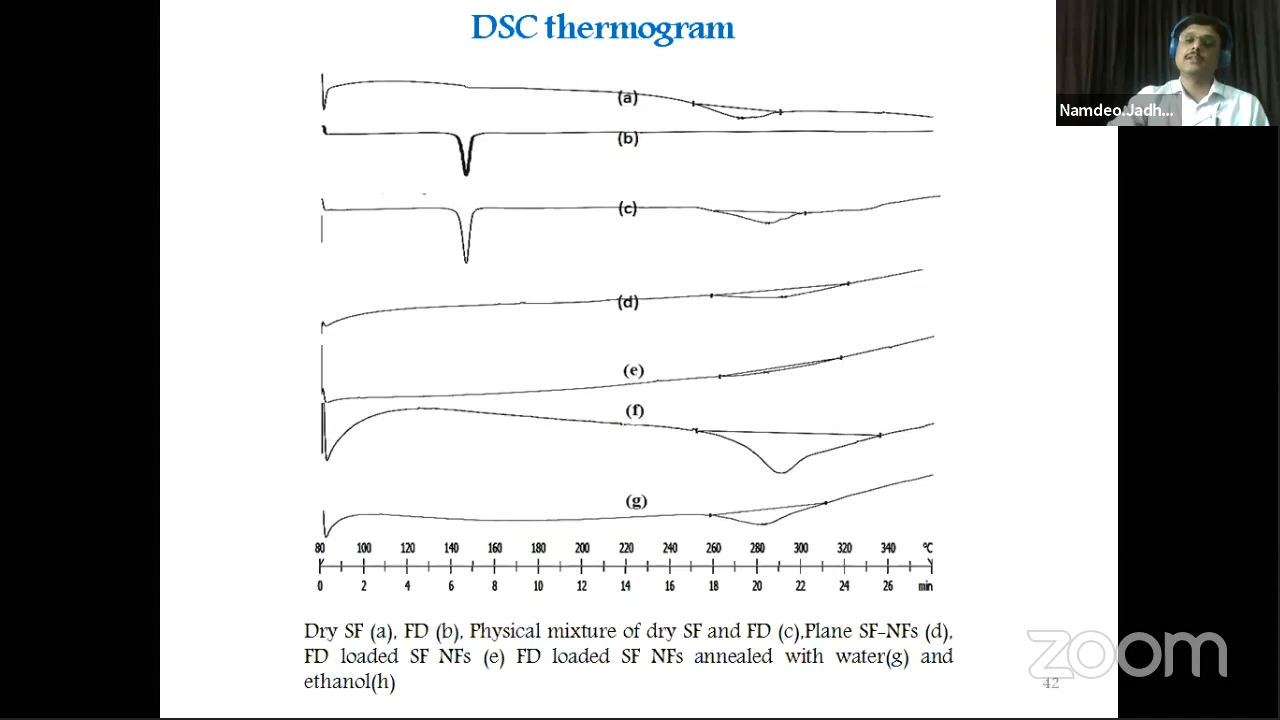 DSC thermogram
(a)
(b)
(c)
(d)
(e)
(f)
(g)
80 100 120 140 160 180 200 220 240 260 280 300 320 340 °C
0 2 4 6 8 10 12 14 16 18 20 22 24 26 min
Dry SF (a), FD (b), Physical mixture of dry SF and FD (c),Plane SF-NFs (d),
FD loaded SF NFs (e) FD loaded SF NFs annealed with water(g) and
ethanol(h)
42
zoom
Namdeo.Jadh...